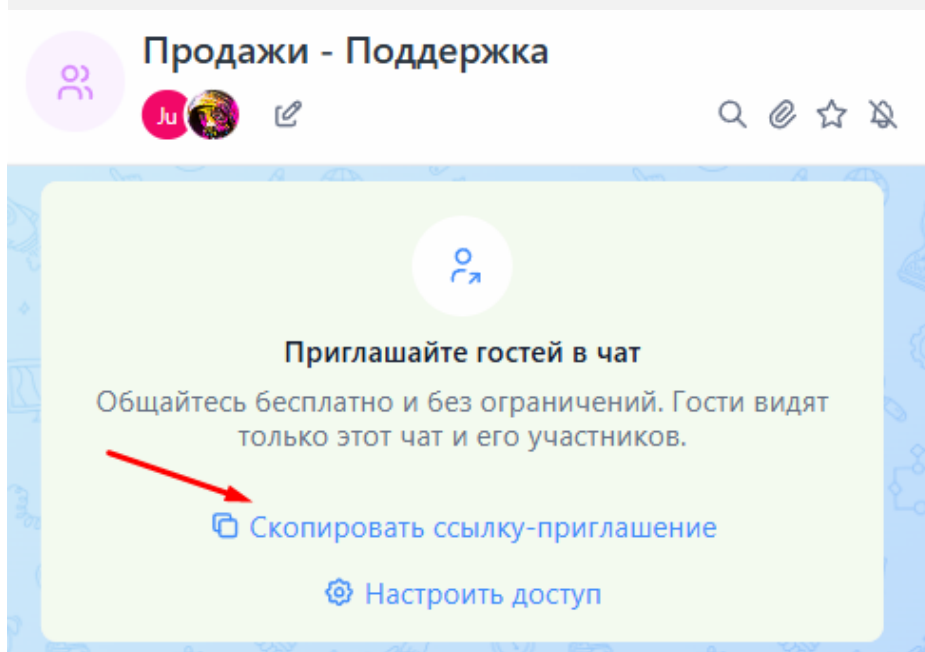 Продажи - Поддержка
Ju
Приглашайте гостей в чат
Общайтесь бесплатно и без ограничений. Гости видят
только этот чат и его участников.
Скопировать ссылку-приглашение
Настроить доступ